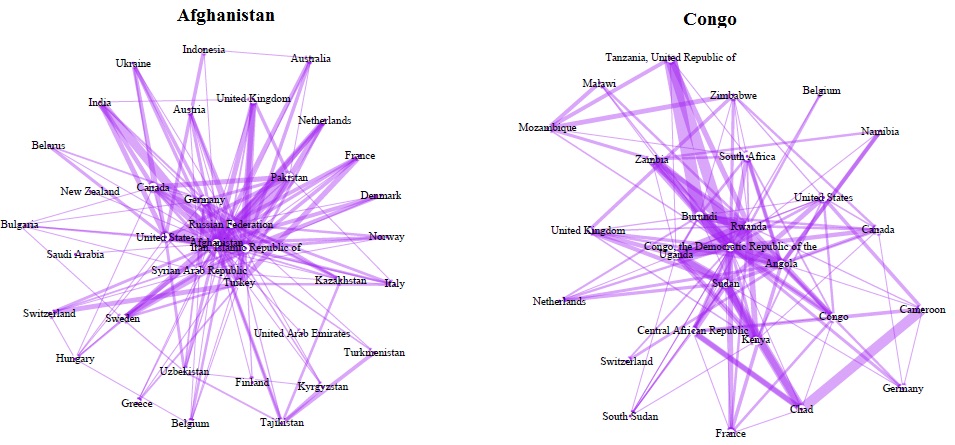 Afghanistan
Indonesia
Ukraine
Australia
India
United Kingdom
Austria
Netherlands
Belarus
France
Pakistan
Canada
New Zealand
Germany
Denmark
Bulgaria
Russian Federation
United States
Norway
Afghanistan
Iran, Islamic Republic of
Saudi Arabia
Syrian Arab Republic
Turkey
Kazakhstan
Italy
Switzerland
Sweden
United Arab Emirates
Hungary
Turkmenistan
Uzbekistan
Finland
Kyrgyzstan
Greece
Belgium
Tajikistan
Congo
Tanzania, United Republic of
Malawi
Zimbabwe
Belgium
Mozambique
Namibia
Zambia
South Africa
United States
Burundi
Rwanda
United Kingdom
Canada
Congo, the Democratic Republic of the
Uganda
Angola
Sudan
Netherlands
Congo
Cameroon
Central African Republic
Kenya
Switzerland
Germany
South Sudan
Chad
France